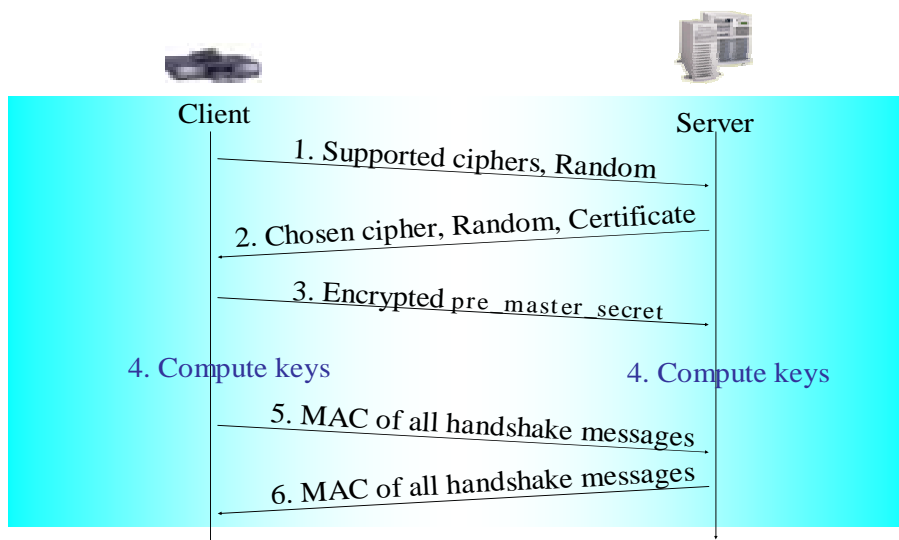 Client
Server
1. Supported ciphers, Random
2. Chosen cipher, Random, Certificate
3. Encrypted pre_master_secret
4. Compute keys
4. Compute keys
5. MAC of all handshake messages
6. MAC of all handshake messages